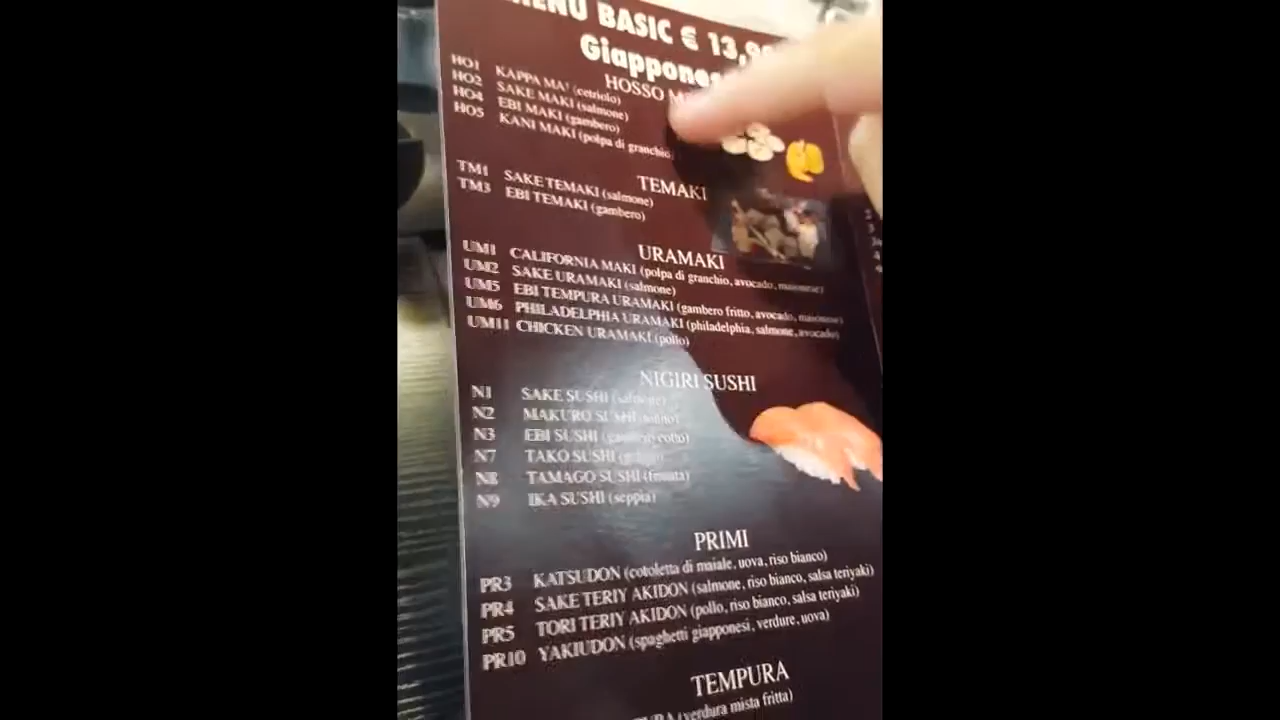 MENU BASIC € 13,9
Giappones
HOSSO M
HO1 KAPPA MA (cetriolo)
HO2 SAKE MAKI (salmone)
HO4 EBI MAKI (gambero)
HO5 KANI MAKI (polpa di granchio)
TEMAKI
TM1 SAKE TEMAKI (salmone)
TM3 EBI TEMAKI (gambero)
URAMAKI
UM1 CALIFORNIA MAKI (polpa di granchio, avocado, maionese)
UM2 SAKE URAMAKI (salmone)
UM5 EBI TEMPURA URAMAKI (gambero fritto, avocado, maionese)
UM6 PHILADELPHIA URAMAKI (philadelphia, salmone, avocado)
UM11 CHICKEN URAMAKI (pollo)
NIGIRI SUSHI
N1 SAKE SUSHI (salmone)
N2 MAKURO SUSHI (tonno)
N3 EBI SUSHI (gambero cotto)
N7 TAKO SUSHI
N8 TAMAGO SUSHI (frittata)
N9 IKA SUSHI (seppia)
PRIMI
PR3 KATSUDON (cotoletta di maiale, uova, riso bianco)
PR4 SAKE TERIY AKIDON (salmone, riso bianco, salsa teriyaki)
PR5 TORI TERIY AKIDON (pollo, riso bianco, salsa teriyaki)
PR10 YAKIUDON (spaghetti giapponesi, verdure, uova)
TEMPURA
(verdura mista fritta)